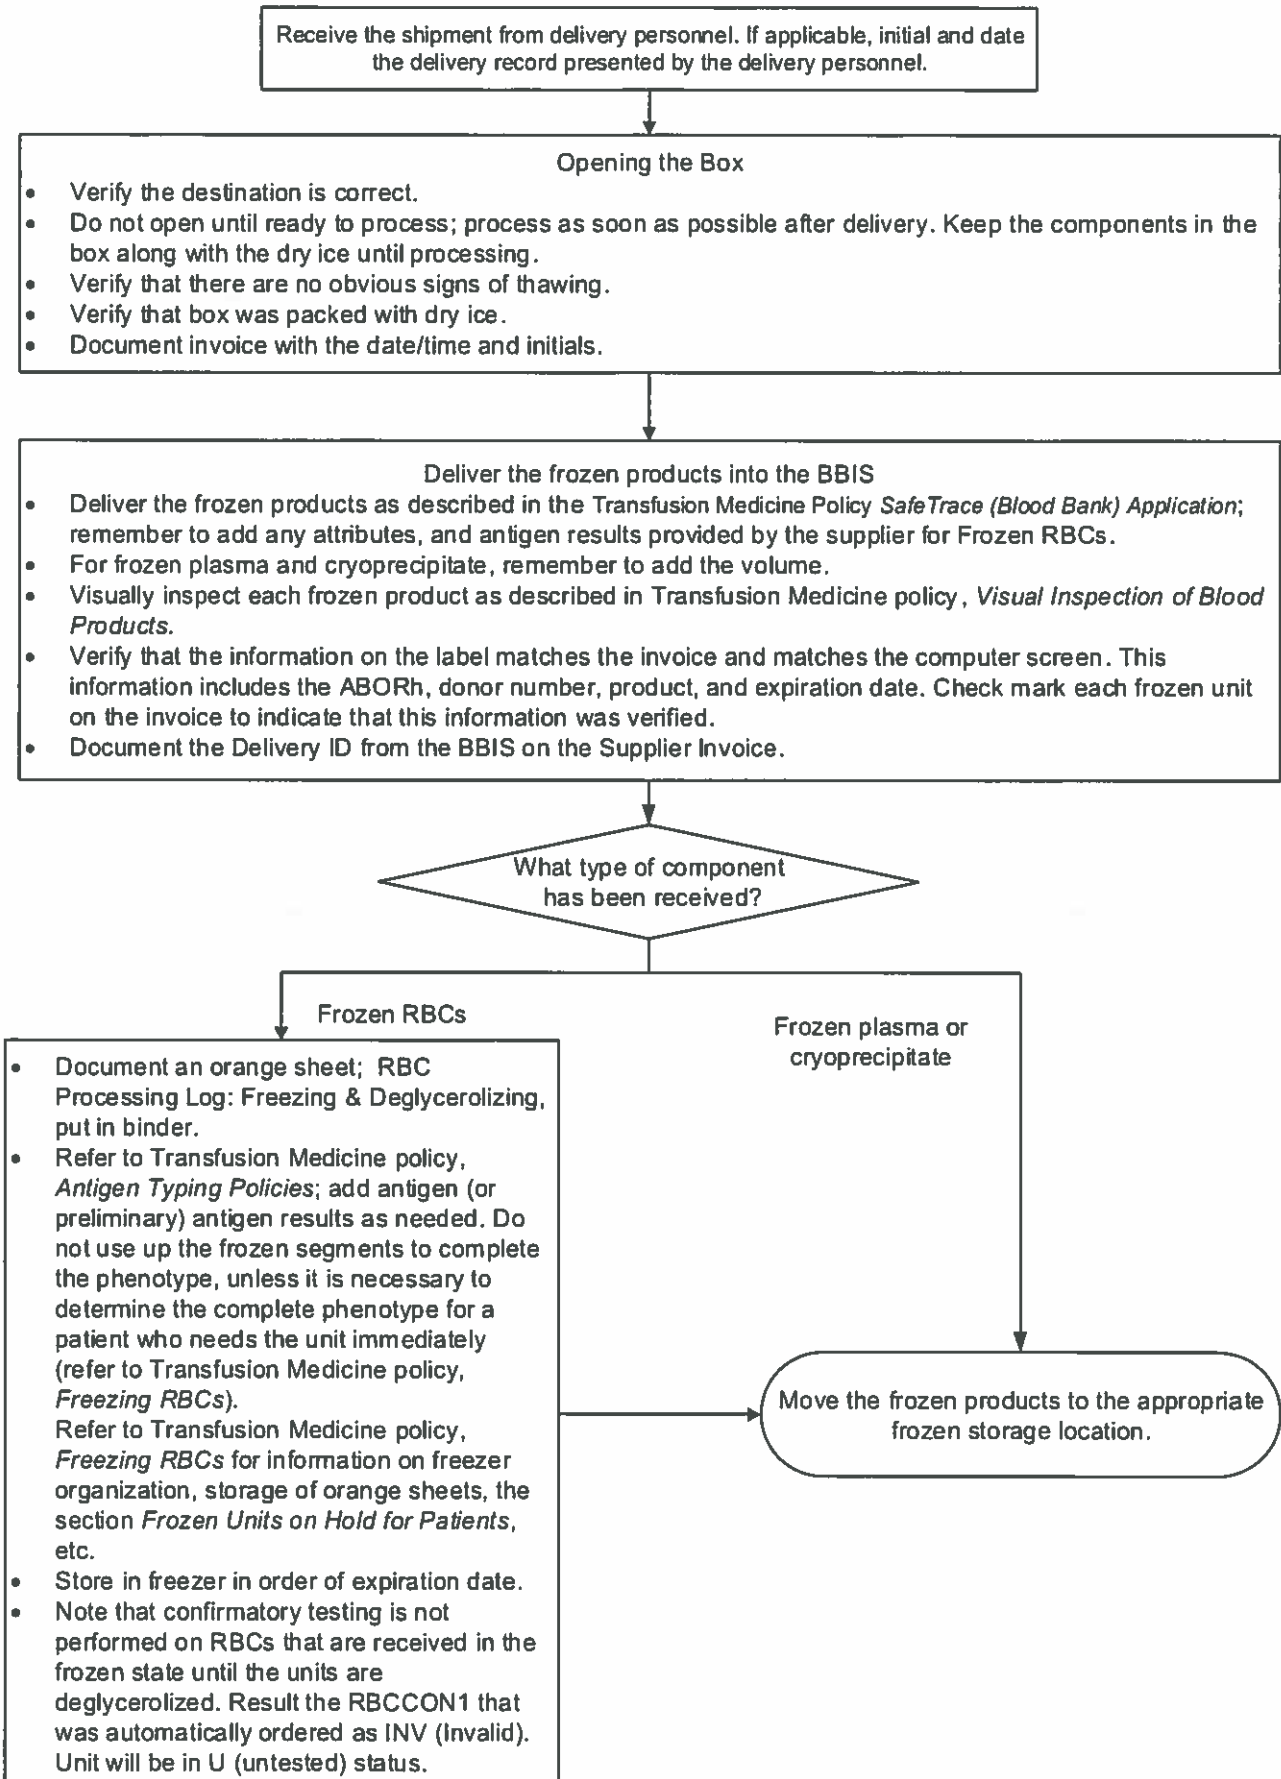 Receive the shipment from delivery personnel. If applicable, initial and date
the delivery record presented by the delivery personnel.
Opening the Box
• Verify the destination is correct.
• Do not open until ready to process; process as soon as possible after delivery. Keep the components in the
box along with the dry ice until processing.
• Verify that there are no obvious signs of thawing.
• Verify that box was packed with dry ice.
• Document invoice with the date/time and initials.
Deliver the frozen products into the BBIS
• Deliver the frozen products as described in the Transfusion Medicine Policy SafeTrace (Blood Bank) Application;
remember to add any attributes, and antigen results provided by the supplier for Frozen RBCs.
• For frozen plasma and cryoprecipitate, remember to add the volume.
• Visually inspect each frozen product as described in Transfusion Medicine policy, Visual Inspection of Blood
Products.
• Verify that the information on the label matches the invoice and matches the computer screen. This
information includes the ABORh, donor number, product, and expiration date. Check mark each frozen unit
on the invoice to indicate that this information was verified.
• Document the Delivery ID from the BBIS on the Supplier Invoice.
What type of component
has been received?
Frozen RBCs
Frozen plasma or
cryoprecipitate
• Document an orange sheet; RBC
Processing Log: Freezing & Deglycerolizing,
put in binder.
• Refer to Transfusion Medicine policy,
Antigen Typing Policies; add antigen (or
preliminary) antigen results as needed. Do
not use up the frozen segments to complete
the phenotype, unless it is necessary to
determine the complete phenotype for a
patient who needs the unit immediately
(refer to Transfusion Medicine policy,
Freezing RBCs).
Refer to Transfusion Medicine policy,
Freezing RBCs for information on freezer
organization, storage of orange sheets, the
section Frozen Units on Hold for Patients,
etc.
• Store in freezer in order of expiration date.
• Note that confirmatory testing is not
performed on RBCs that are received in the
frozen state until the units are
deglycerolized. Result the RBCCON1 that
was automatically ordered as INV (Invalid).
Unit will be in U (untested) status.
Move the frozen products to the appropriate
frozen storage location.